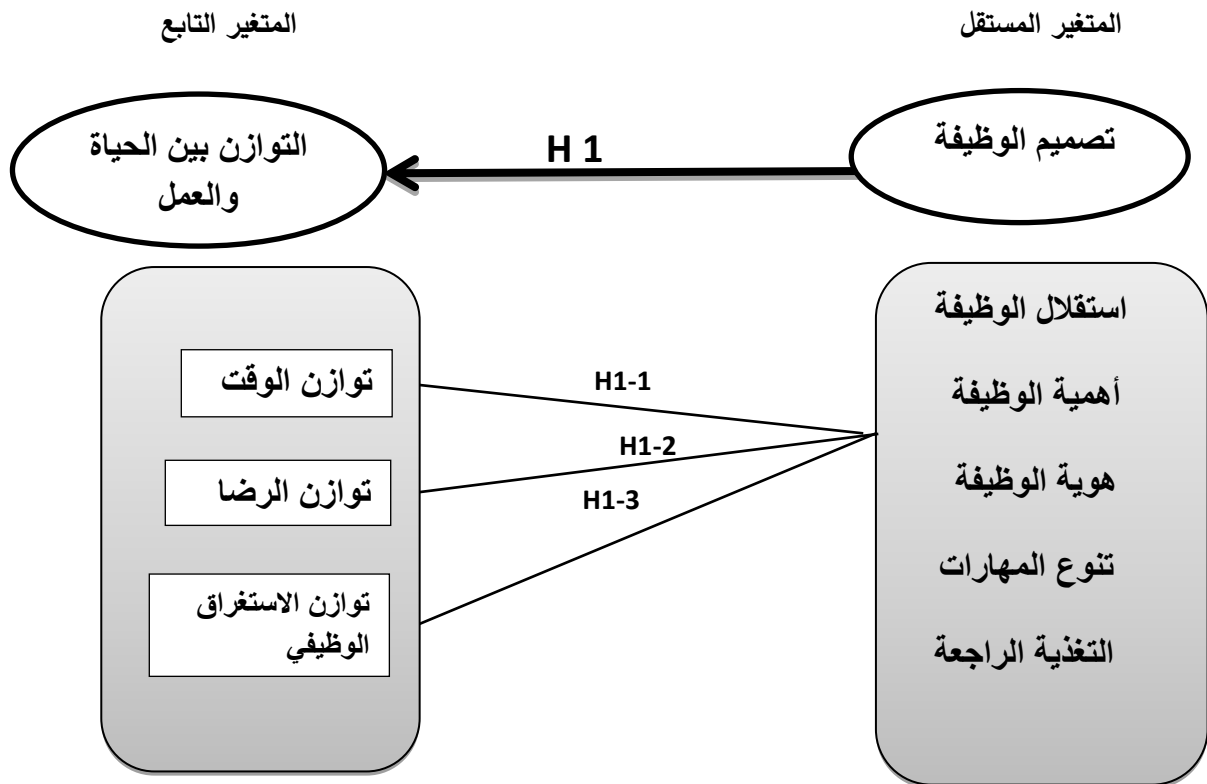 المتغير المستقل
المتغير التابع
تصميم الوظيفة
H 1
التوازن بين الحياة
والعمل
استقلال الوظيفة
أهمية الوظيفة
هوية الوظيفة
تنوع المهارات
التغذية الراجعة
H1-1
H1-2
H1-3
توازن الوقت
توازن الرضا
توازن الاستغراق
الوظيفي